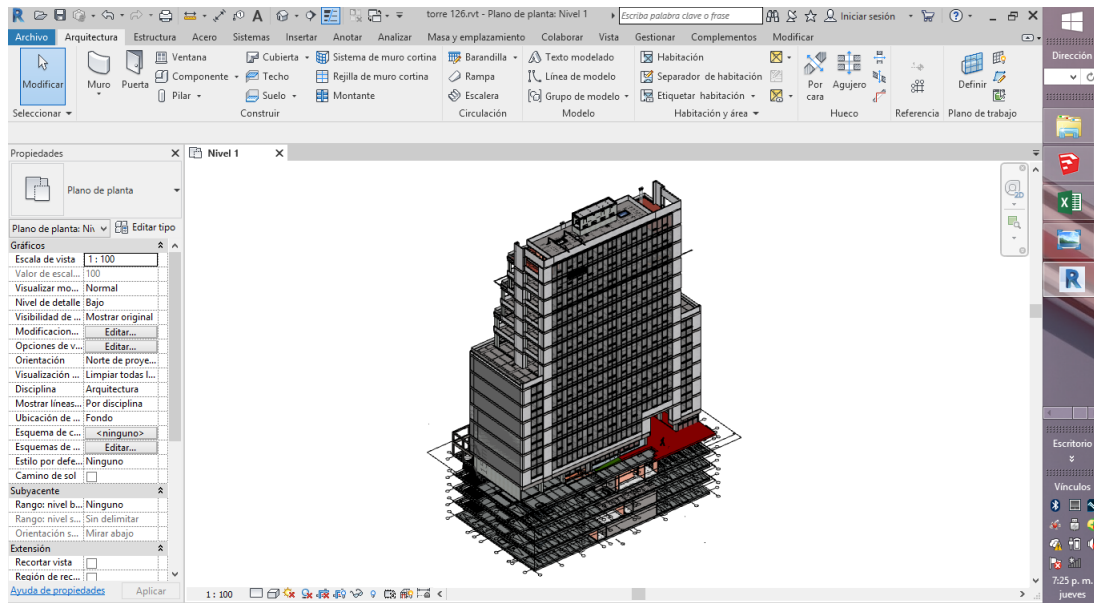 torre 126.rvt - Plano de planta: Nivel 1
Escriba palabra clave o frase
Iniciar sesión
Archivo Arquitectura Estructura Acero Sistemas Insertar Anotar Analizar Masa y emplazamiento Colaborar Vista Gestionar Complementos Modificar
Modificar
Muro
Puerta
Ventana
Componente
Pilar
Cubierta
Techo
Suelo
Sistema de muro cortina
Rejilla de muro cortina
Montante
Barandilla
Rampa
Escalera
Texto modelado
Línea de modelo
Grupo de modelo
Habitación
Separador de habitación
Etiquetar habitación
Por cara
Agujero
Definir
Seleccionar
Construir
Circulación
Modelo
Habitación y área
Hueco
Referencia
Plano de trabajo
Propiedades
Nivel 1
Plano de planta
Plano de planta: Niv
Editar tipo
Gráficos
Escala de vista 1 : 100
Valor de escal... 100
Visualizar mo... Normal
Nivel de detalle Bajo
Visibilidad de ... Mostrar original
Modificacion... Editar...
Opciones de v... Editar...
Orientación Norte de proye...
Visualización ... Limpiar todas l...
Disciplina Arquitectura
Mostrar líneas... Por disciplina
Ubicación de ... Fondo
Esquema de c... <ninguno>
Esquemas de ... Editar...
Estilo por defe... Ninguno
Camino de sol
Subyacente
Rango: nivel b... Ninguno
Rango: nivel s... Sin delimitar
Orientación s... Mirar abajo
Extensión
Recortar vista
Región de rec...
Ayuda de propiedades
Aplicar
1 : 100
2D
Dirección
Escritorio
Vínculos
7:25 p. m.
jueves